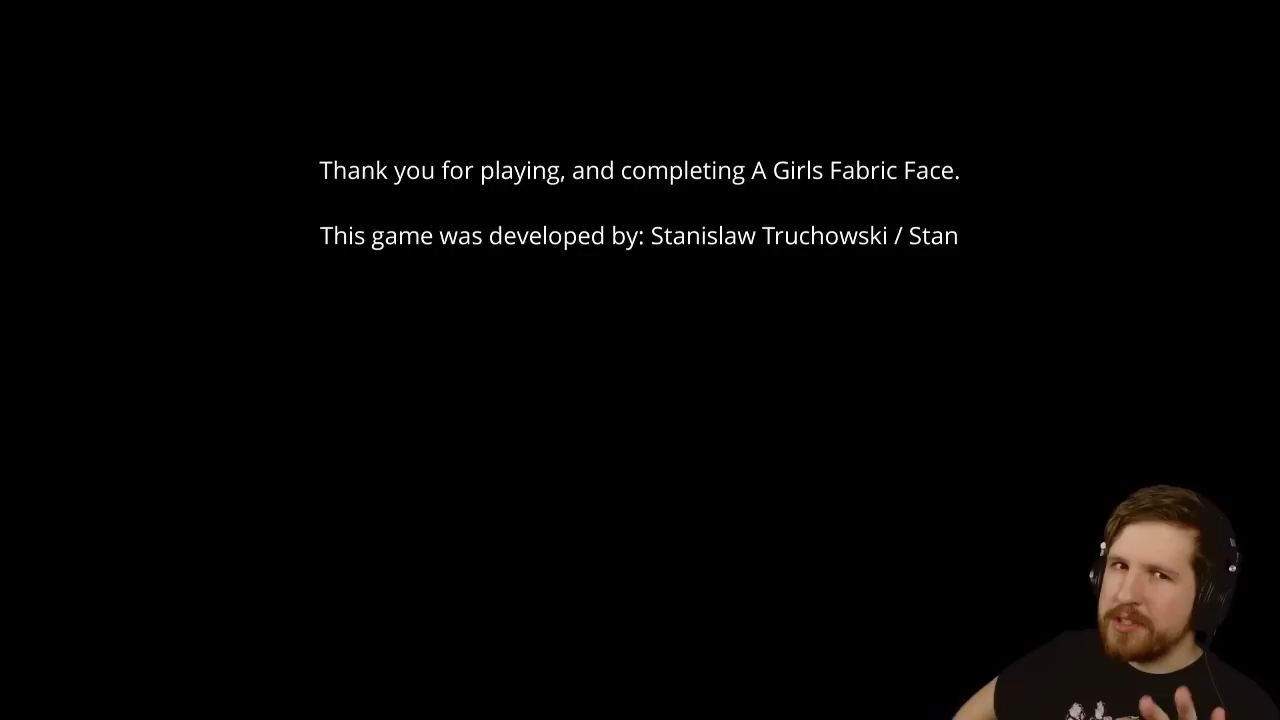 Thank you for playing, and completing A Girls Fabric Face.
This game was developed by: Stanislaw Truchowski / Stan